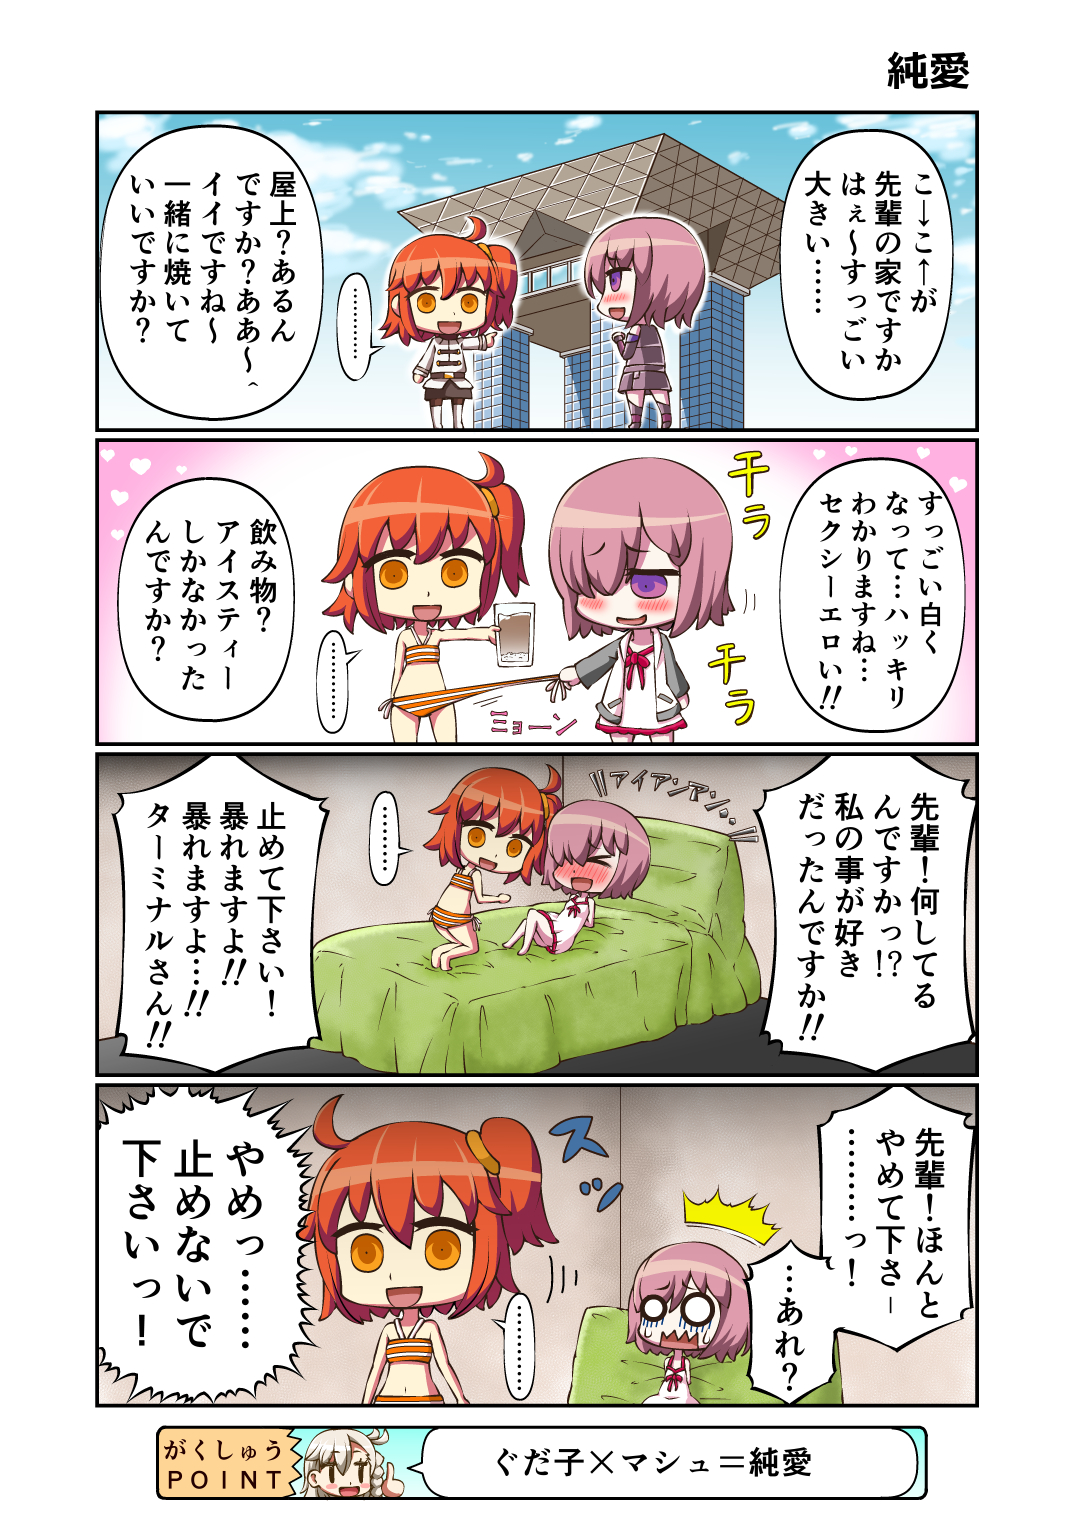 純愛
こ↓こ↑が
先輩の家ですか
はぇ〜すっごい
大きい……
………
屋上？あるん
ですか？ああ〜＾
イイですね〜
一緒に焼いて
いいですか？
すっごい白く
なって…ハッキリ
わかりますね…
セクシーエロい!!
チラ
チラ
ミョーン
………
飲み物？
アイスティー
しかなかった
んですか？
先輩！何してる
んですかっ!?
私の事が好き
だったんですか!!
アイアンアン…
………
止めて下さい！
暴れますよ!!
暴れますよ…!!
ターミナルさん!!
先輩！ほんと
やめて下さ－
………っ！
…あれ？
スッ
………
やめっ……
止めないで
下さいっ！
がくしゅう
POINT
ぐだ子×マシュ＝純愛